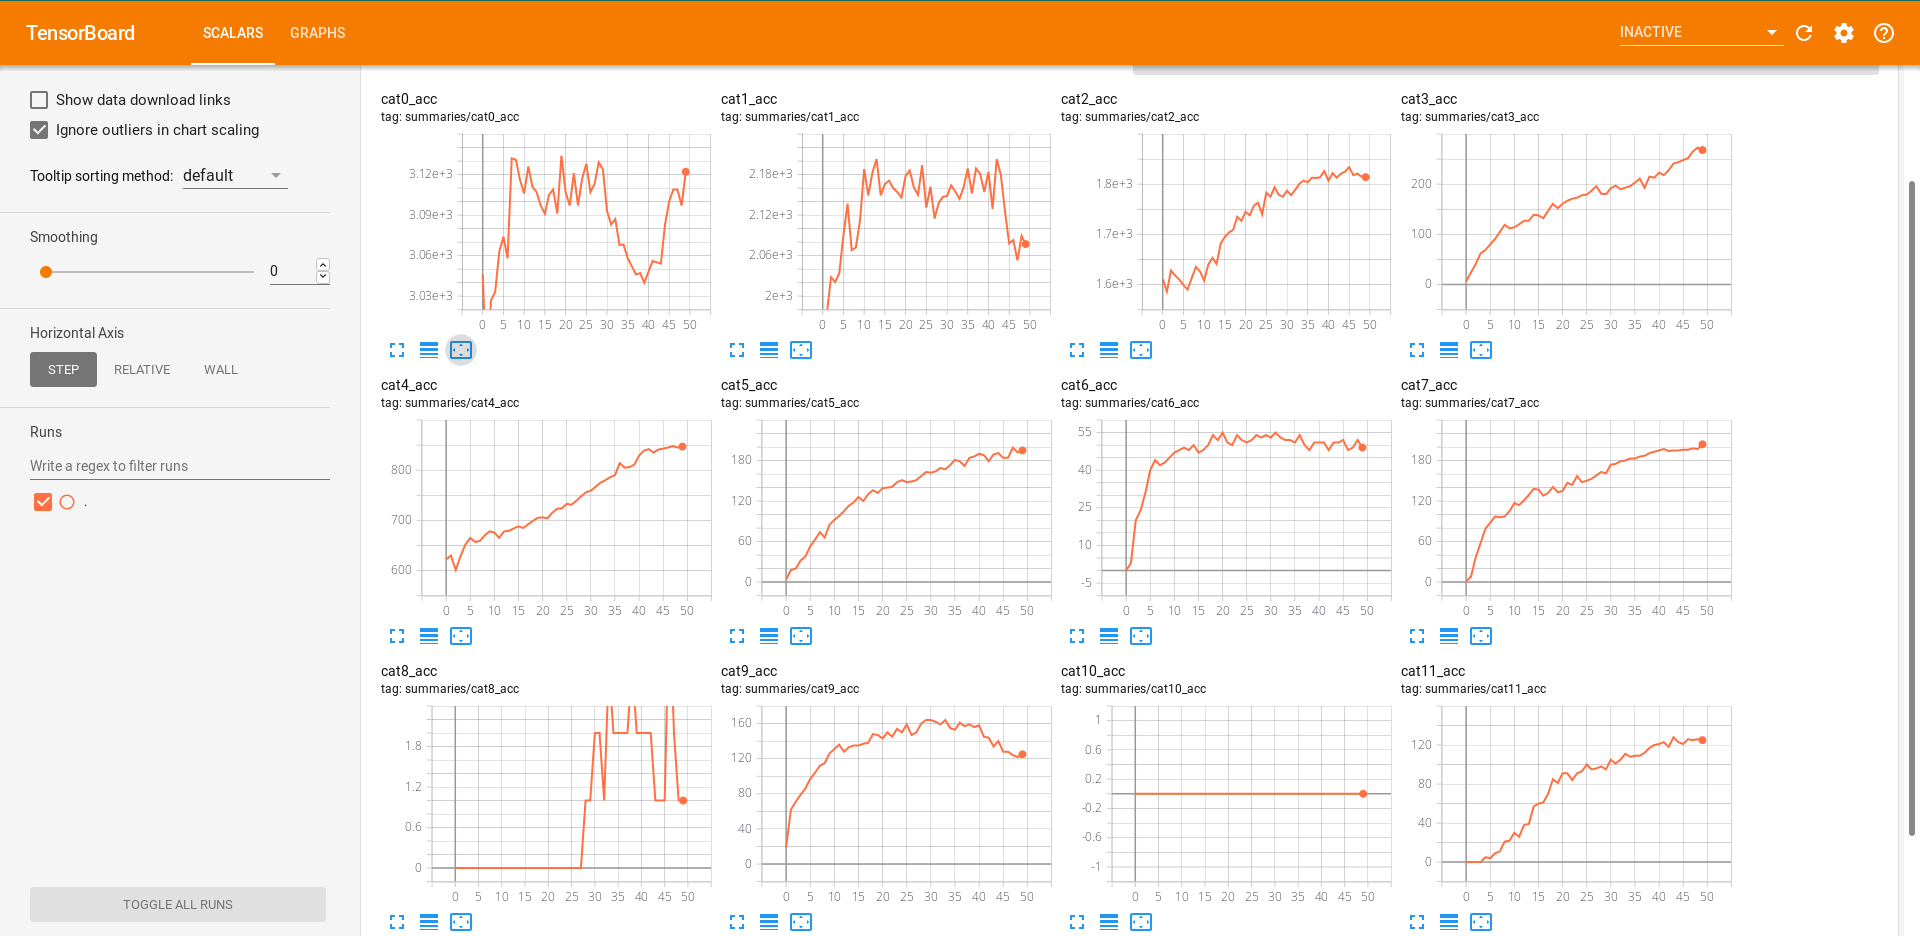 TensorBoard SCALARS GRAPHS INACTIVE
Show data download links
Ignore outliers in chart scaling
Tooltip sorting method: default
Smoothing
0
Horizontal Axis
STEP RELATIVE WALL
Runs
Write a regex to filter runs
.
TOGGLE ALL RUNS
cat0_acc
tag: summaries/cat0_acc
3.12e+3
3.09e+3
3.06e+3
3.03e+3
0 5 10 15 20 25 30 35 40 45 50
cat1_acc
tag: summaries/cat1_acc
2.18e+3
2.12e+3
2.06e+3
2e+3
0 5 10 15 20 25 30 35 40 45 50
cat2_acc
tag: summaries/cat2_acc
1.8e+3
1.7e+3
1.6e+3
0 5 10 15 20 25 30 35 40 45 50
cat3_acc
tag: summaries/cat3_acc
200
100
0
0 5 10 15 20 25 30 35 40 45 50
cat4_acc
tag: summaries/cat4_acc
800
700
600
0 5 10 15 20 25 30 35 40 45 50
cat5_acc
tag: summaries/cat5_acc
180
120
60
0
0 5 10 15 20 25 30 35 40 45 50
cat6_acc
tag: summaries/cat6_acc
55
40
25
10
-5
0 5 10 15 20 25 30 35 40 45 50
cat7_acc
tag: summaries/cat7_acc
180
120
60
0
0 5 10 15 20 25 30 35 40 45 50
cat8_acc
tag: summaries/cat8_acc
1.8
1.2
0.6
0
0 5 10 15 20 25 30 35 40 45 50
cat9_acc
tag: summaries/cat9_acc
160
120
80
40
0
0 5 10 15 20 25 30 35 40 45 50
cat10_acc
tag: summaries/cat10_acc
1
0.6
0.2
-0.2
-0.6
-1
0 5 10 15 20 25 30 35 40 45 50
cat11_acc
tag: summaries/cat11_acc
120
80
40
0
0 5 10 15 20 25 30 35 40 45 50